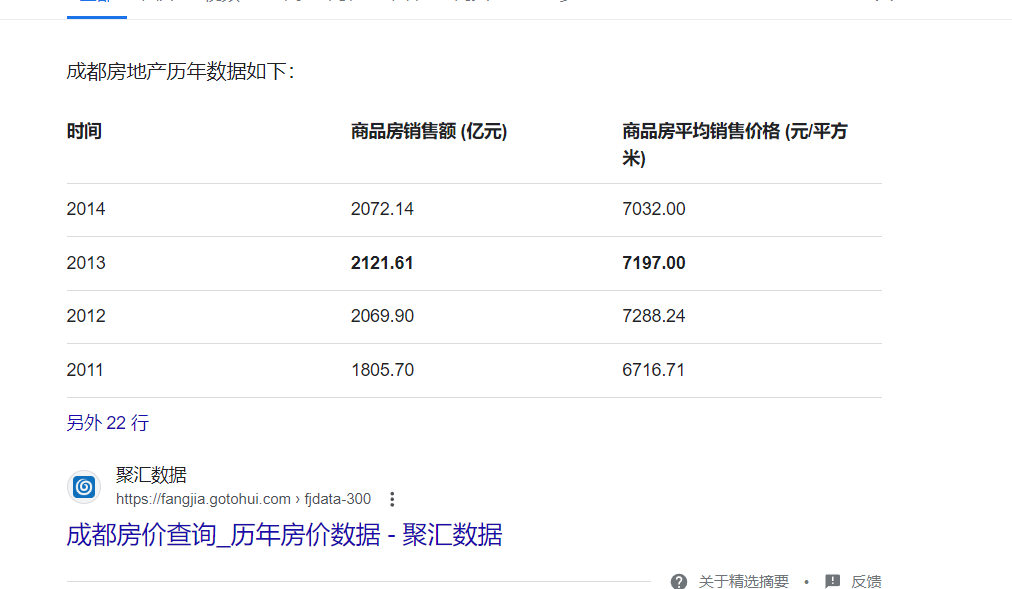 成都房地产历年数据如下：
时间 商品房销售额 (亿元) 商品房平均销售价格 (元/平方
米)
2014 2072.14 7032.00
2013 2121.61 7197.00
2012 2069.90 7288.24
2011 1805.70 6716.71
另外 22 行
聚汇数据
https://fangjia.gotohui.com › fjdata-300
成都房价查询_历年房价数据 - 聚汇数据
关于精选摘要 • 反馈